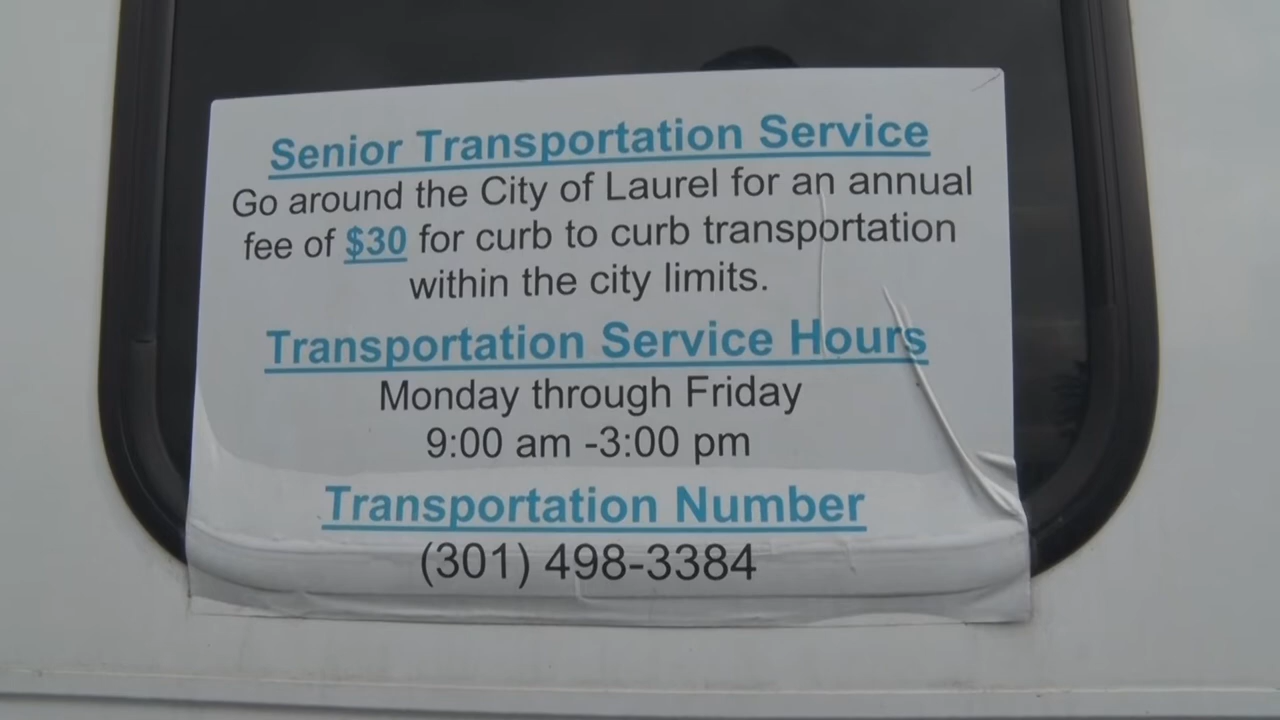 Senior Transportation Service
Go around the City of Laurel for an annual
fee of $30 for curb to curb transportation
within the city limits.
Transportation Service Hours
Monday through Friday
9:00 am -3:00 pm
Transportation Number
(301) 498-3384